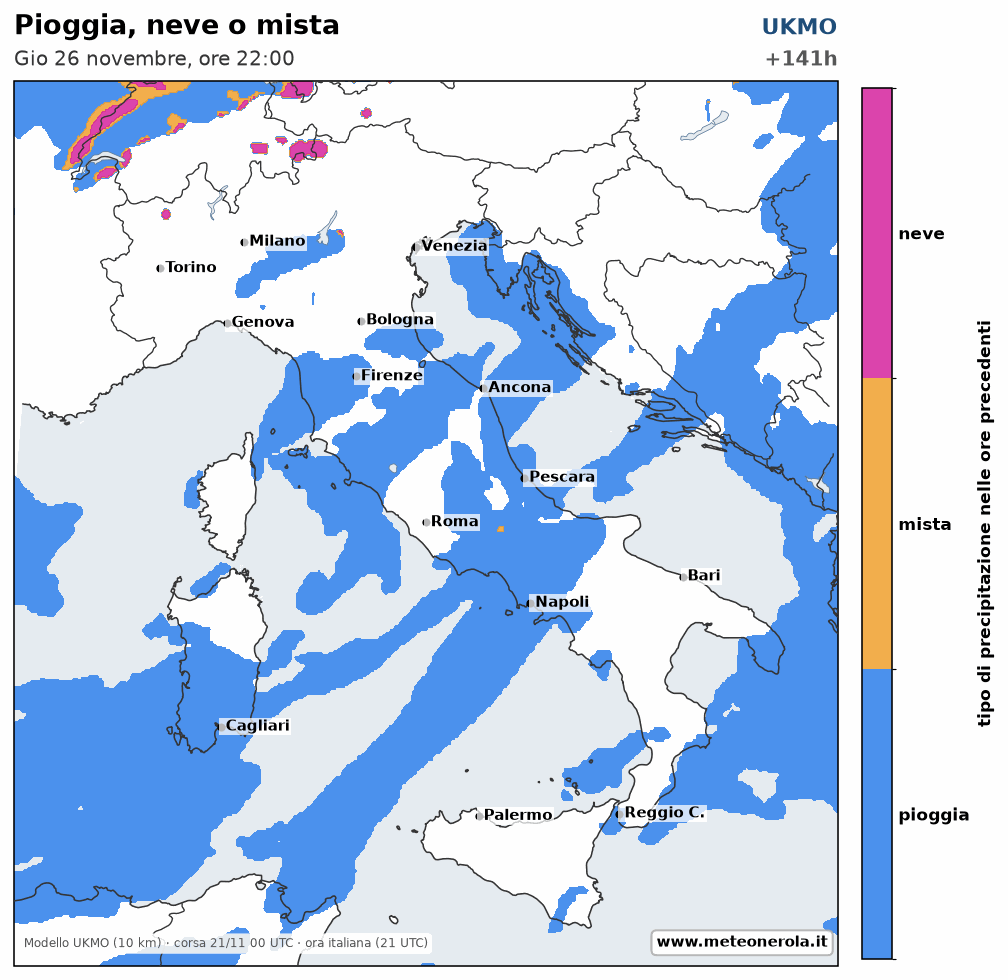 Pioggia, neve o mista
UKMO
Gio 26 novembre, ore 22:00
+141h
neve
Milano
Venezia
Torino
Genova
Bologna
Firenze
Ancona
Pescara
mista
Roma
tipo di precipitazione nelle ore precedenti
Bari
Napoli
Cagliari
Palermo
Reggio C.
pioggia
Modello UKMO (10 km) · corsa 21/11 00 UTC · ora italiana (21 UTC)
www.meteonerola.it